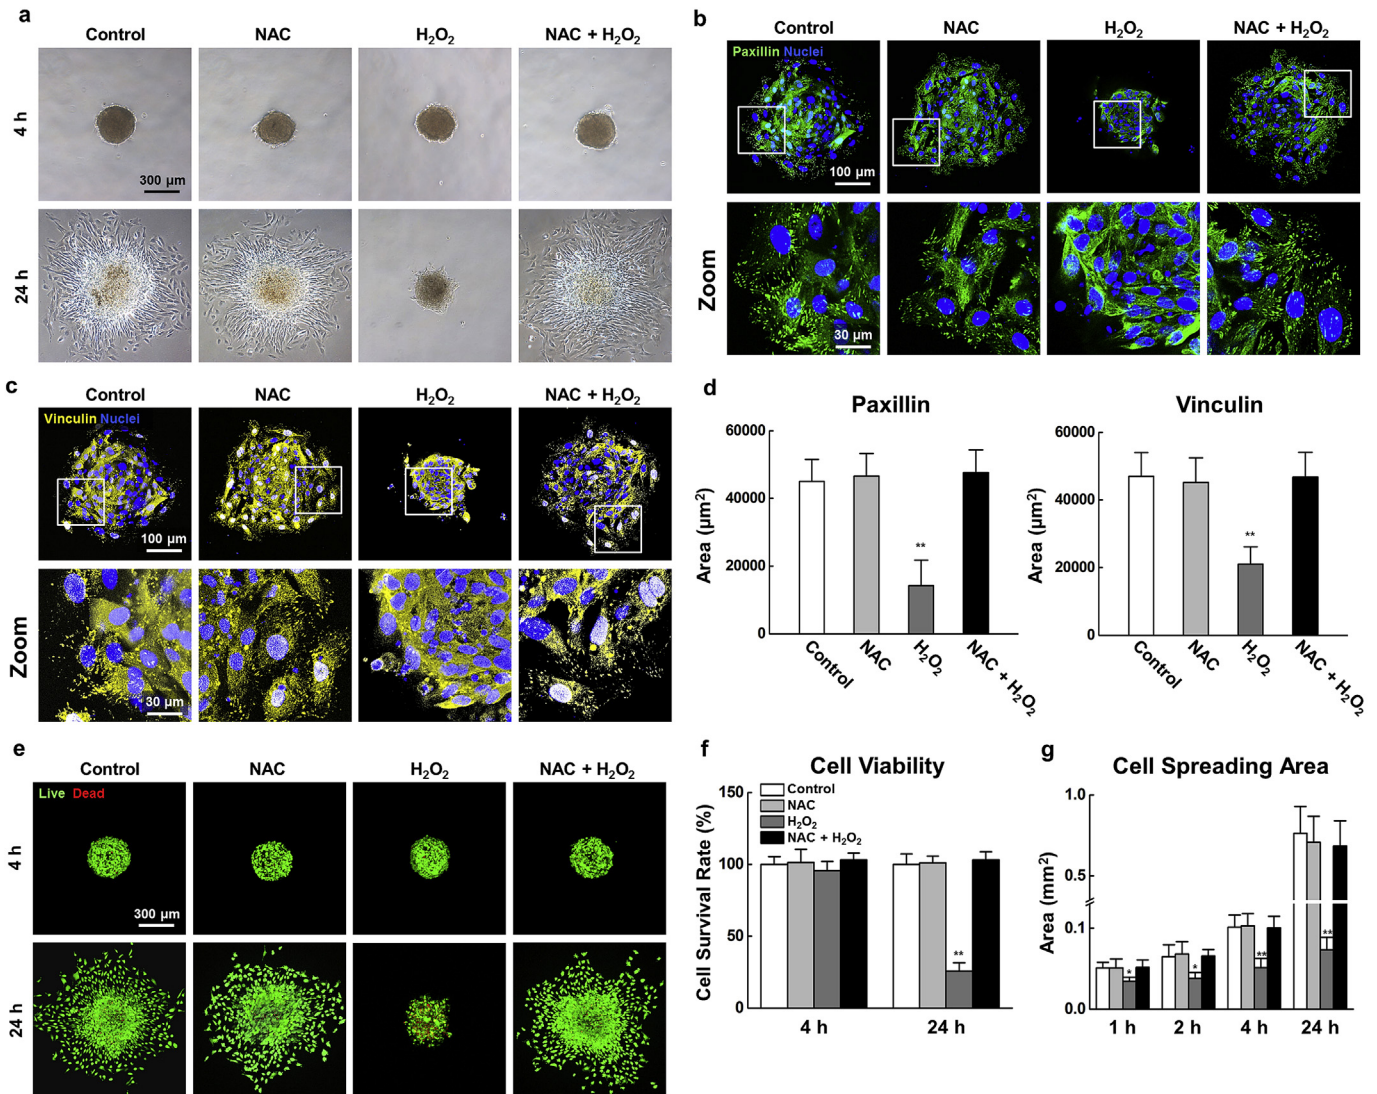 a
Control NAC H₂O₂ NAC + H₂O₂
4 h
300 µm
24 h
b
Control NAC H₂O₂ NAC + H₂O₂
Paxillin Nuclei
100 µm
Zoom
30 µm
c
Control NAC H₂O₂ NAC + H₂O₂
Vinculin Nuclei
100 µm
Zoom
30 µm
d
Paxillin
Area (µm²)
60000
40000
20000
0
**
Control NAC H₂O₂ NAC + H₂O₂
Vinculin
Area (µm²)
60000
40000
20000
0
**
Control NAC H₂O₂ NAC + H₂O₂
e
Control NAC H₂O₂ NAC + H₂O₂
Live Dead
4 h
300 µm
24 h
f
Cell Viability
Cell Survival Rate (%)
150
100
50
0
Control
NAC
H₂O₂
NAC + H₂O₂
**
4 h 24 h
g
Cell Spreading Area
Area (mm²)
1.0
0.5
0.1
0.0
* * ** **
1 h 2 h 4 h 24 h